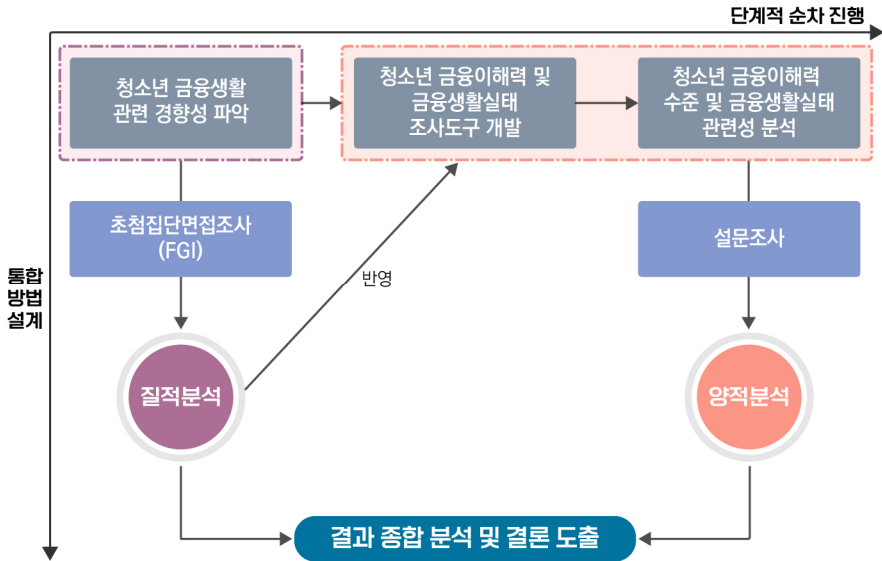 단계적 순차 진행
청소년 금융생활
관련 경향성 파악
청소년 금융이해력 및
금융생활실태
조사도구 개발
청소년 금융이해력
수준 및 금융생활실태
관련성 분석
초첨집단면접조사
(FGI)
설문조사
통합
방법
설계
반영
질적분석
양적분석
결과 종합 분석 및 결론 도출